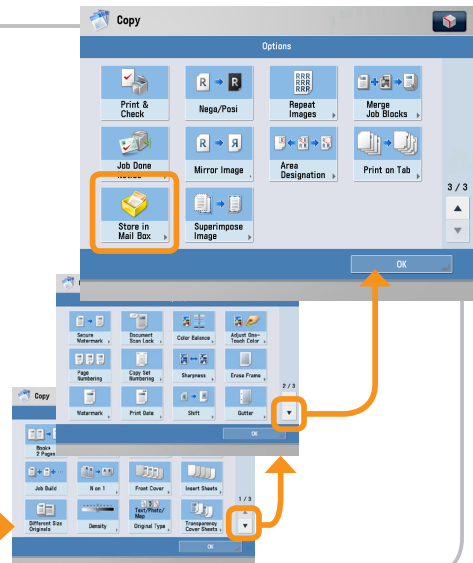 Copy
Options
Print &
Check
Nega/Posi
Repeat
Images
Merge
Job Blocks
Job Done
Notice
Mirror Image
Area
Designation
Print on Tab
3 / 3
Store in
Mail Box
Superimpose
Image
OK
Secure
Watermark
Document
Scan Lock
Color Balance
Adjust One-
Touch Color
Page
Numbering
Copy Set
Numbering
Sharpness
Erase Frame
2 / 3
Watermark
Print Date
Shift
Gutter
OK
Copy
Book▸
2 Pages
Job Build
N on 1
Front Cover
Insert Sheets
1 / 3
Different Size
Originals
Density
Text/Photo/
Map
Original Type
Transparency
Cover Sheets
OK